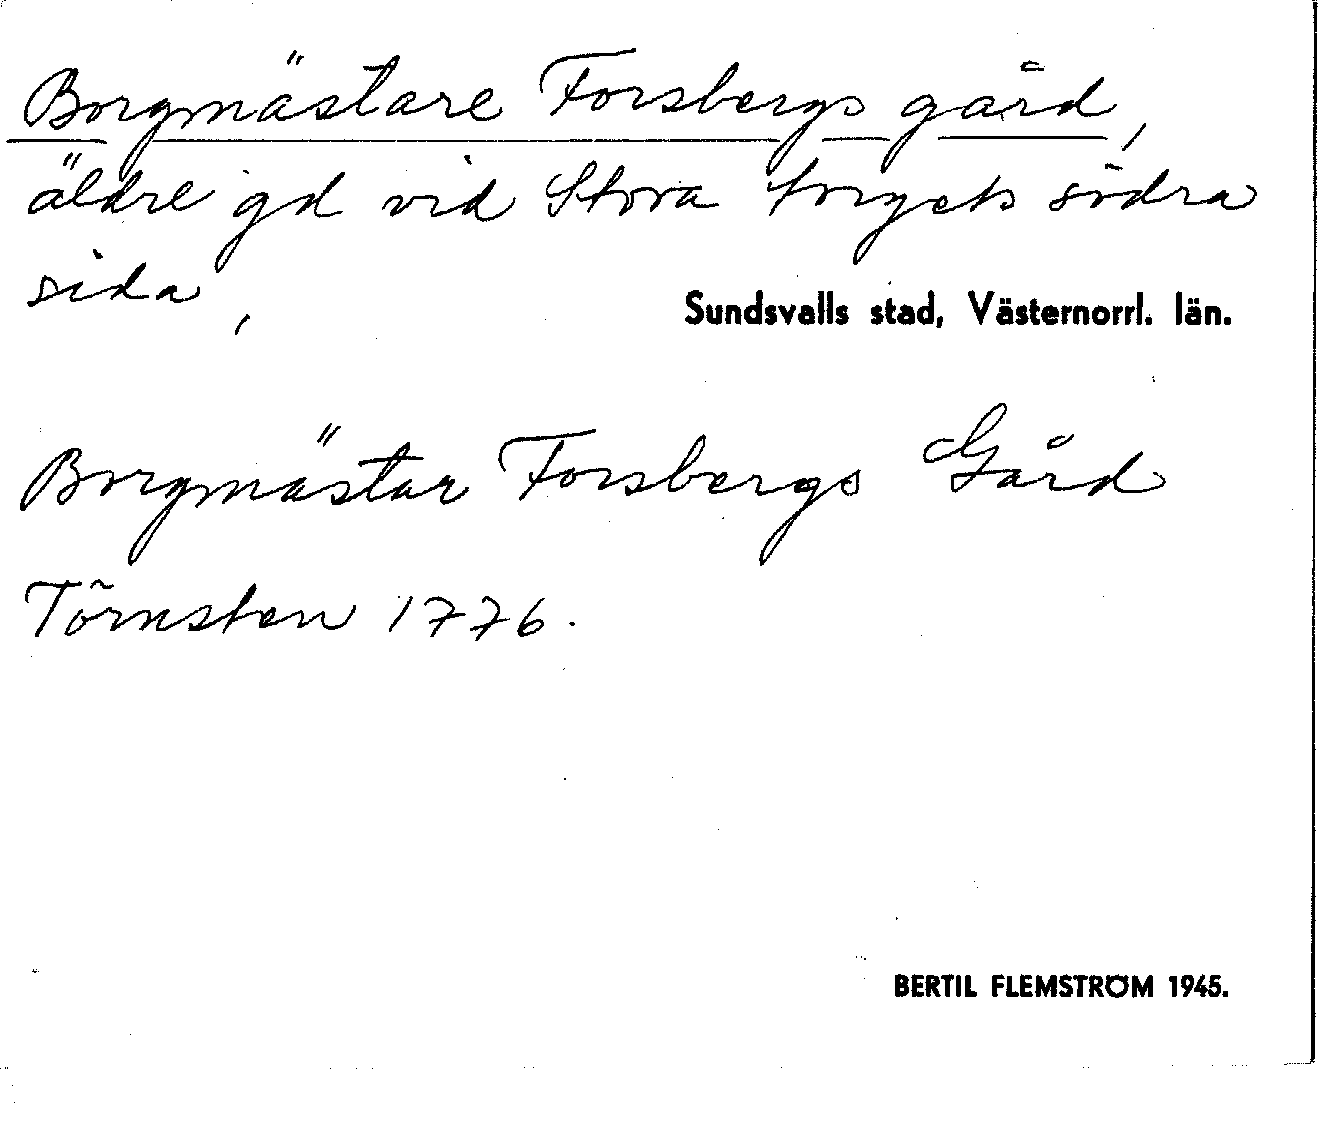 Borgmästare Forsbergs gård,
äldre gd vid Stora torgets södra
sida,
Sundsvalls stad, Västernorrl. län.
Borgmästar Forsbergs Gård
Törnsten 1776.
BERTIL FLEMSTRÖM 1945.